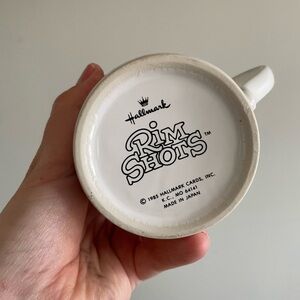 Hallmark
RIM
SHOTS™
© 1985 HALLMARK CARDS, INC.
K.C., MO 64141
MADE IN JAPAN